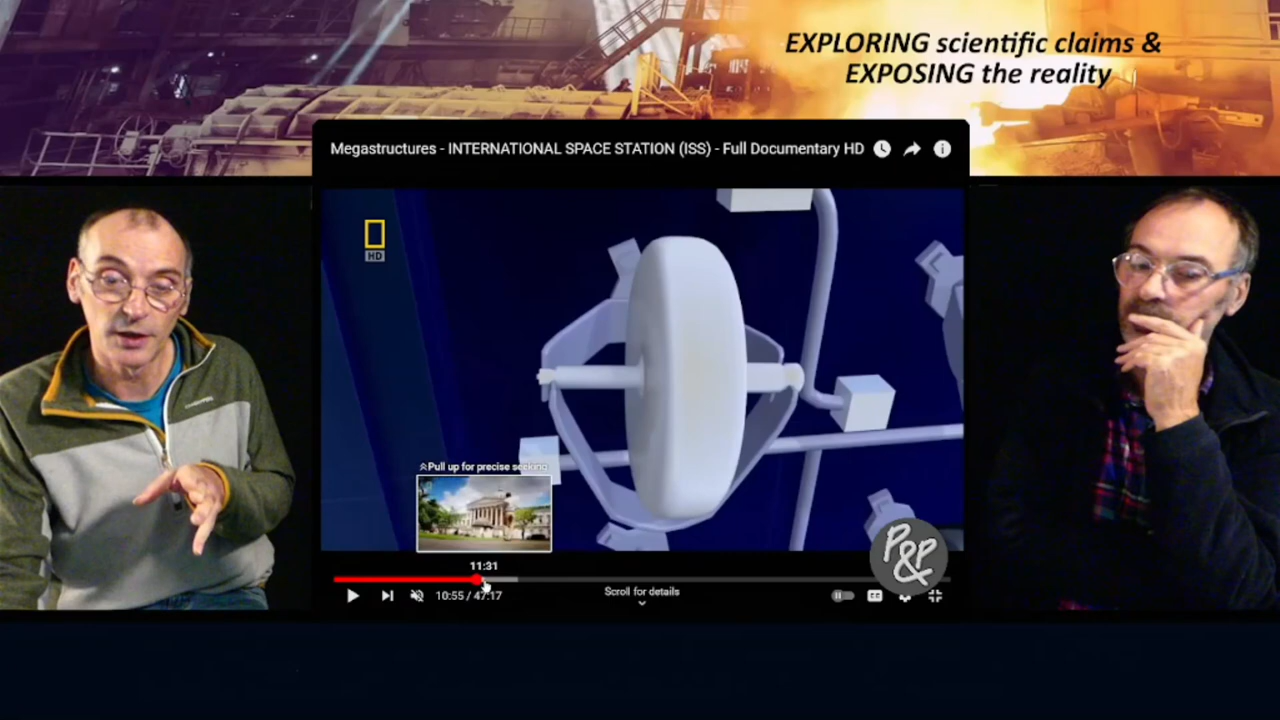 EXPLORING scientific claims &
EXPOSING the reality
Megastructures - INTERNATIONAL SPACE STATION (ISS) - Full Documentary HD
HD
Pull up for precise seeking
11:31
10:55 / 47:17
Scroll for details
CC
P&P